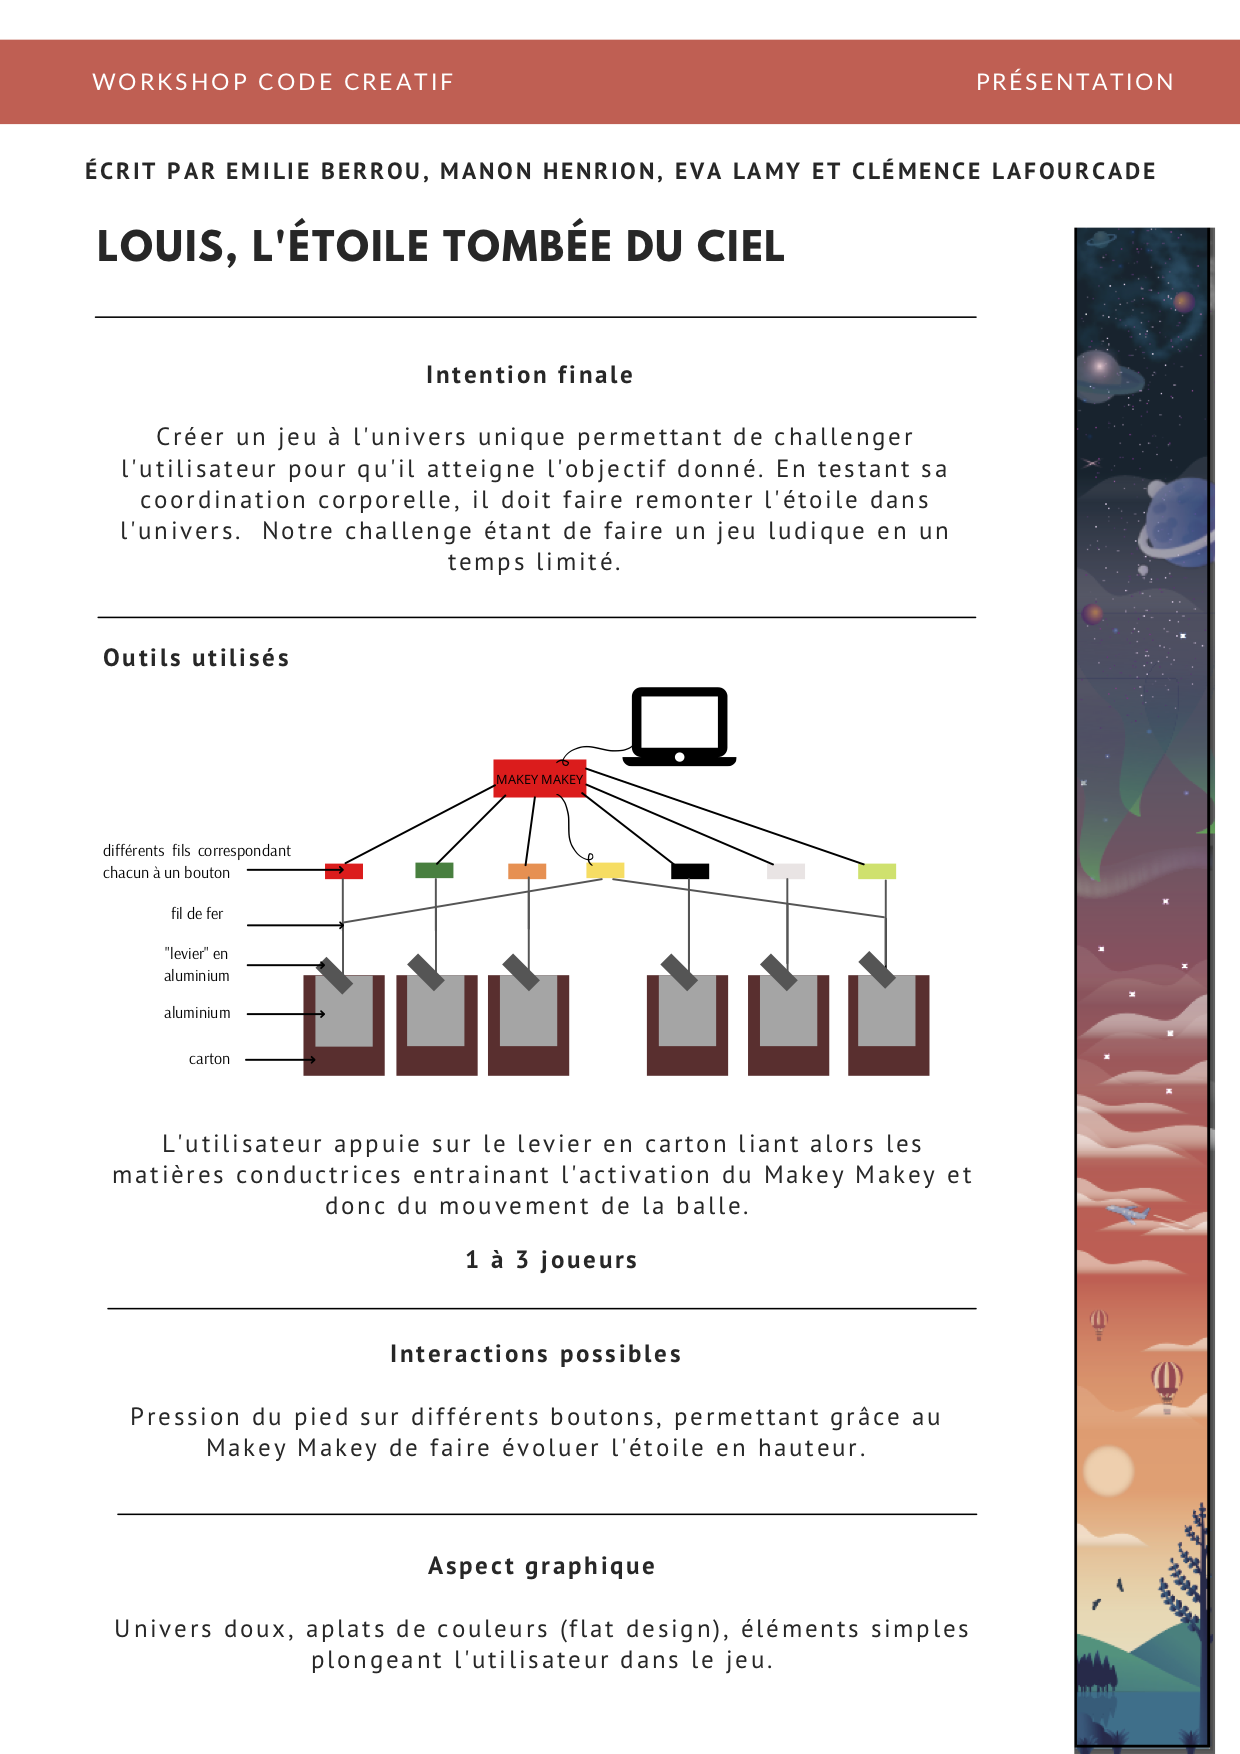 WORKSHOP CODE CREATIF
PRÉSENTATION
ÉCRIT PAR EMILIE BERROU, MANON HENRION, EVA LAMY ET CLÉMENCE LAFOURCADE
LOUIS, L'ÉTOILE TOMBÉE DU CIEL
Intention finale
Créer un jeu à l'univers unique permettant de challenger
l'utilisateur pour qu'il atteigne l'objectif donné. En testant sa
coordination corporelle, il doit faire remonter l'étoile dans
l'univers. Notre challenge étant de faire un jeu ludique en un
temps limité.
Outils utilisés
MAKEY MAKEY
différents fils correspondant
chacun à un bouton
fil de fer
"levier" en
aluminium
aluminium
carton
L'utilisateur appuie sur le levier en carton liant alors les
matières conductrices entrainant l'activation du Makey Makey et
donc du mouvement de la balle.
1 à 3 joueurs
Interactions possibles
Pression du pied sur différents boutons, permettant grâce au
Makey Makey de faire évoluer l'étoile en hauteur.
Aspect graphique
Univers doux, aplats de couleurs (flat design), éléments simples
plongeant l'utilisateur dans le jeu.